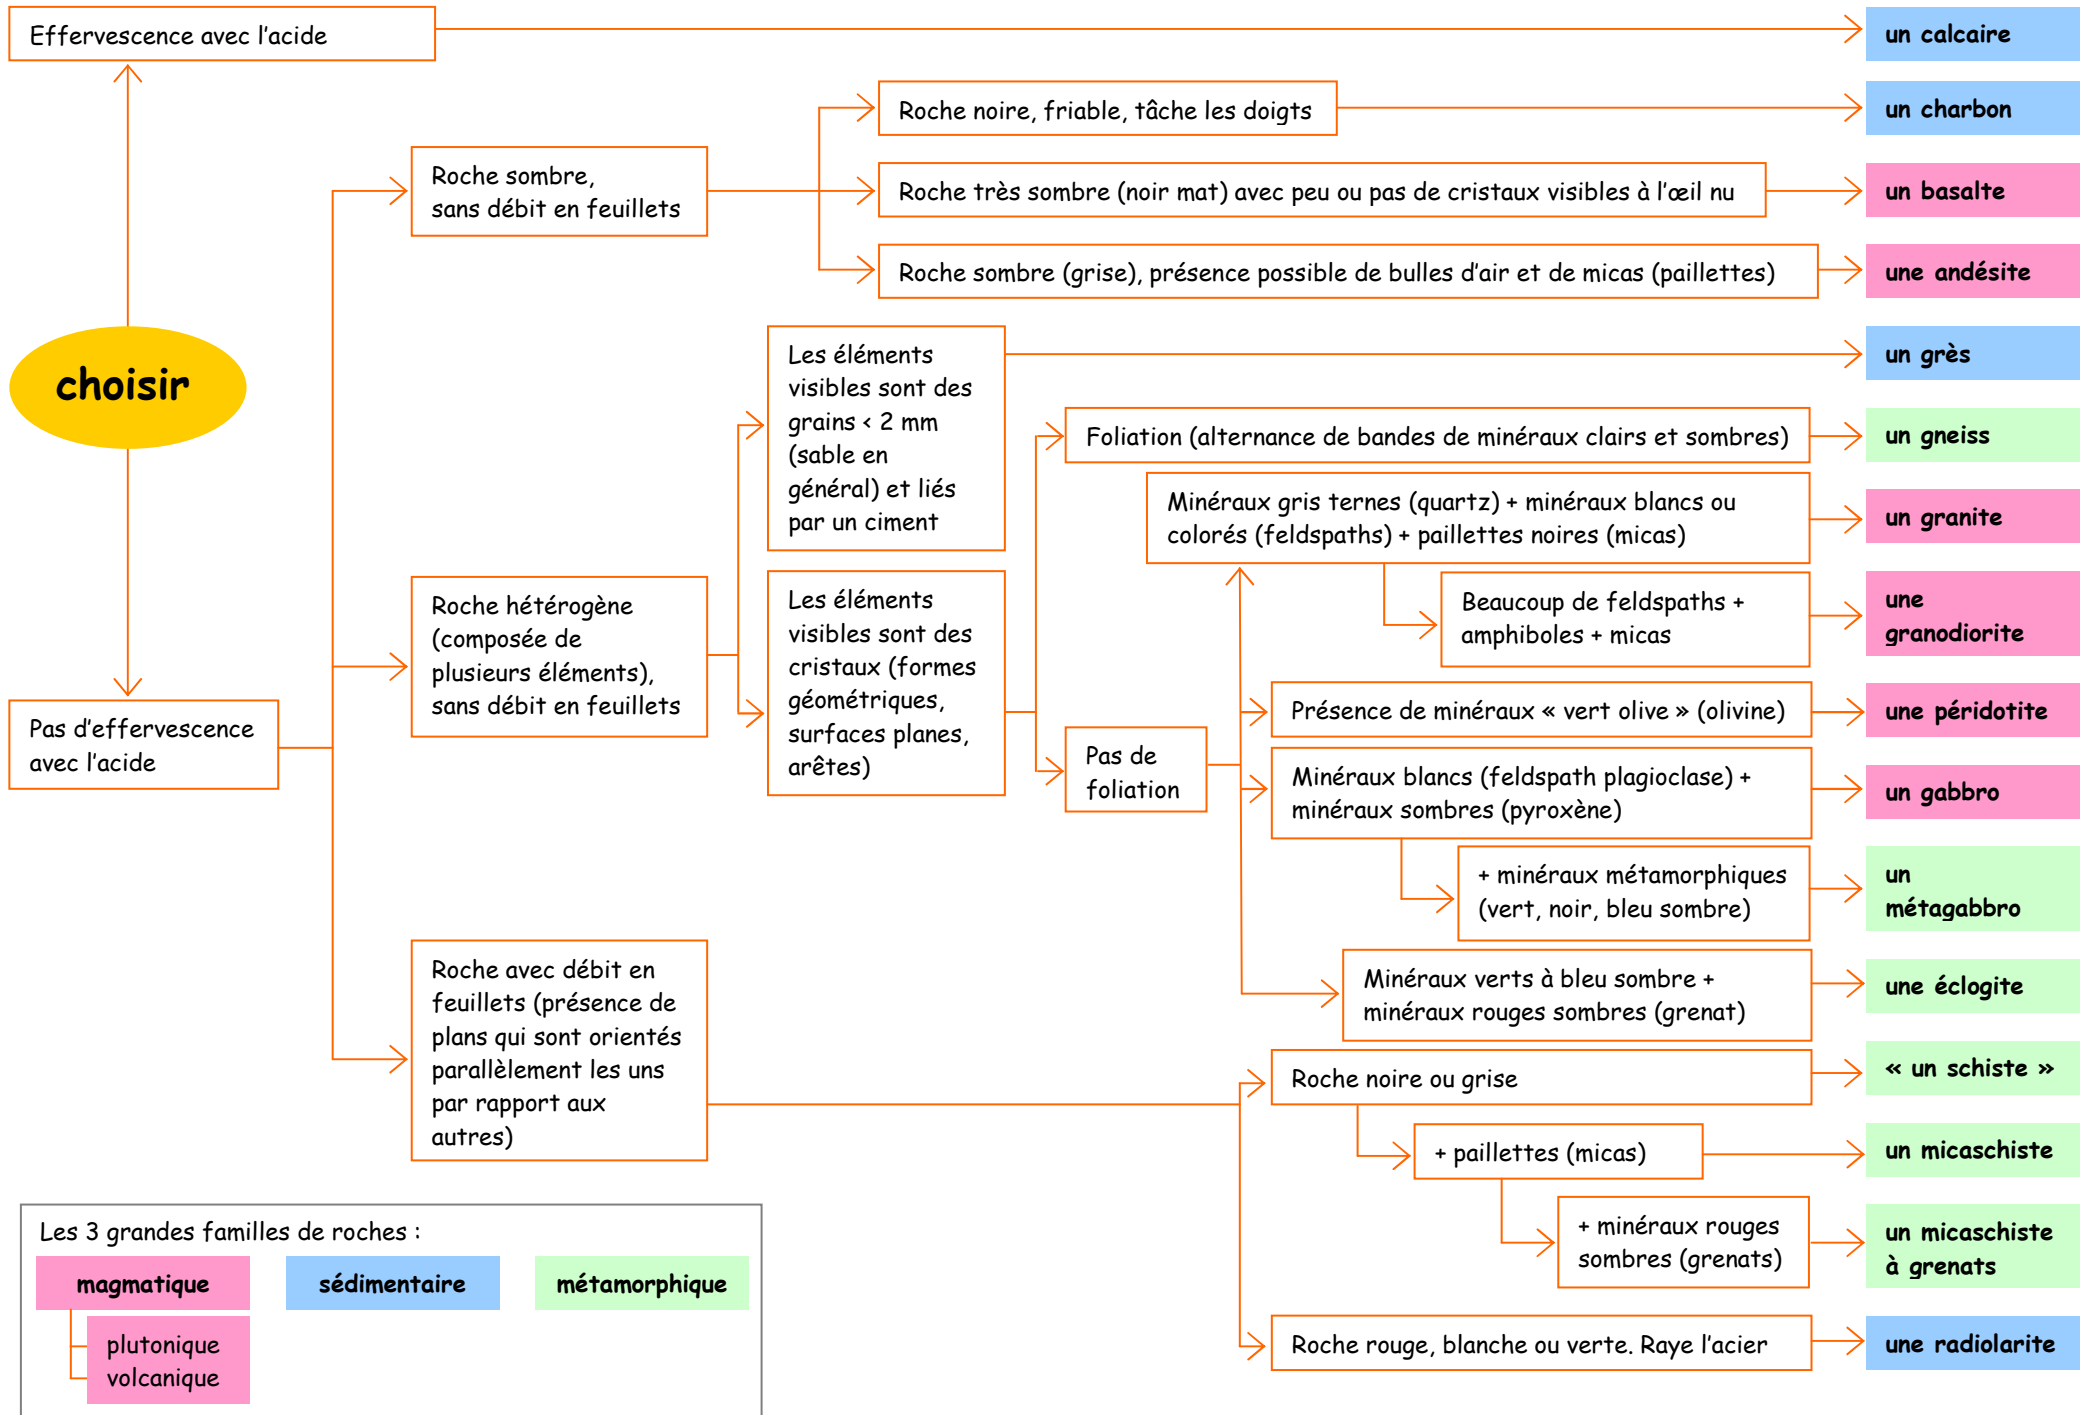 Effervescence avec l'acide
un calcaire
Roche noire, friable, tâche les doigts
un charbon
Roche sombre,
sans débit en feuillets
Roche très sombre (noir mat) avec peu ou pas de cristaux visibles à l'œil nu
un basalte
Roche sombre (grise), présence possible de bulles d'air et de micas (paillettes)
une andésite
choisir
Les éléments
visibles sont des
grains < 2 mm
(sable en
général) et liés
par un ciment
un grès
Foliation (alternance de bandes de minéraux clairs et sombres)
un gneiss
Minéraux gris ternes (quartz) + minéraux blancs ou
colorés (feldspaths) + paillettes noires (micas)
un granite
Beaucoup de feldspaths +
amphiboles + micas
une
granodiorite
Roche hétérogène
(composée de
plusieurs éléments),
sans débit en feuillets
Les éléments
visibles sont des
cristaux (formes
géométriques,
surfaces planes,
arêtes)
Pas d'effervescence
avec l'acide
Pas de
foliation
Présence de minéraux « vert olive » (olivine)
une péridotite
Minéraux blancs (feldspath plagioclase) +
minéraux sombres (pyroxène)
un gabbro
+ minéraux métamorphiques
(vert, noir, bleu sombre)
un
métagabbro
Minéraux verts à bleu sombre +
minéraux rouges sombres (grenat)
une éclogite
Roche avec débit en
feuillets (présence de
plans qui sont orientés
parallèlement les uns
par rapport aux
autres)
Roche noire ou grise
« un schiste »
+ paillettes (micas)
un micaschiste
+ minéraux rouges
sombres (grenats)
un micaschiste
à grenats
Roche rouge, blanche ou verte. Raye l'acier
une radiolarite
Les 3 grandes familles de roches :
magmatique
sédimentaire
métamorphique
plutonique
volcanique